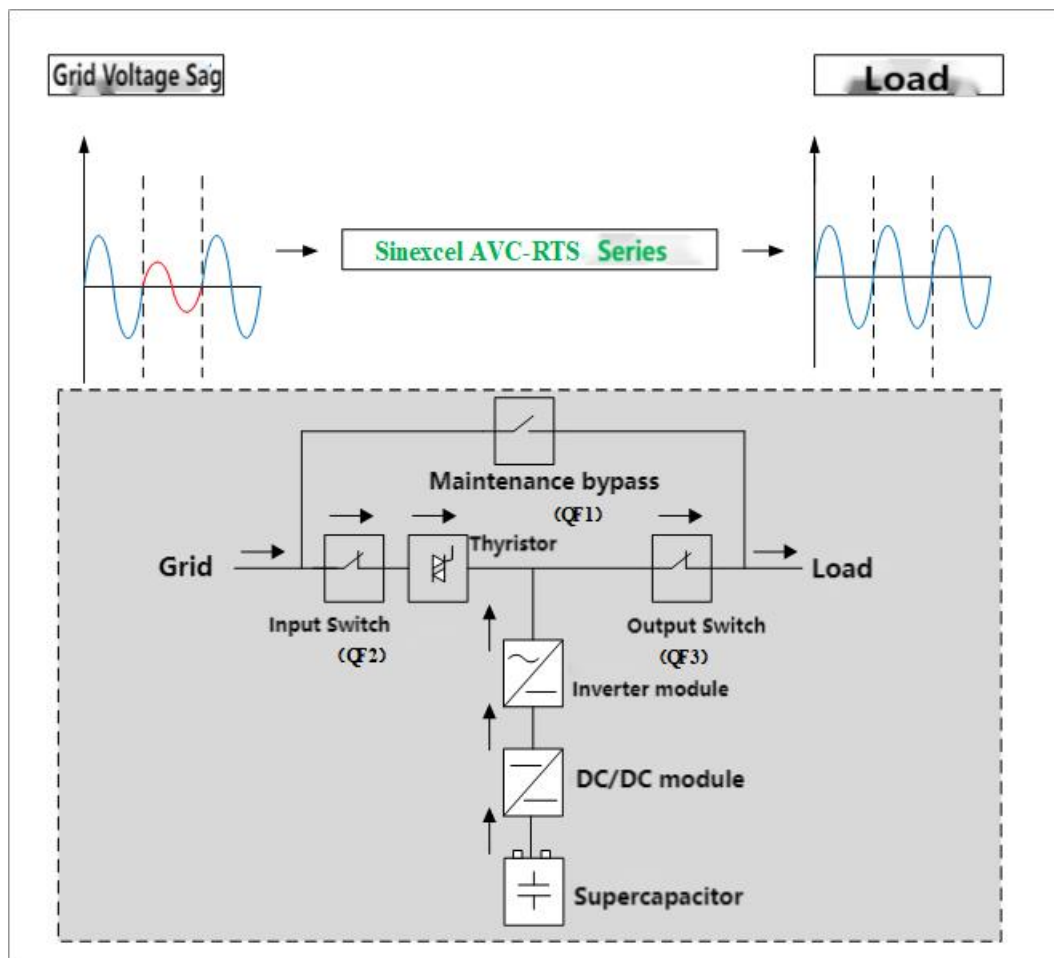 Grid Voltage Sag
Load
Sinexcel AVC-RTS Series
Maintenance bypass
(QF1)
Thyristor
Grid
Load
Input Switch
(QF2)
Output Switch
(QF3)
Inverter module
DC/DC module
Supercapacitor